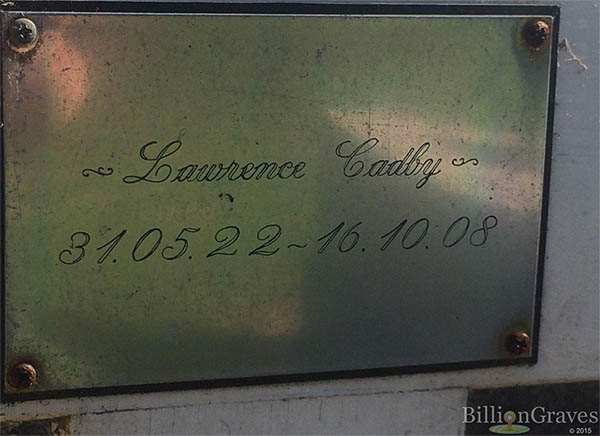 ~ Lawrence Cadby ~
31.05.22 ~ 16.10.08
BillionGraves
© 2015